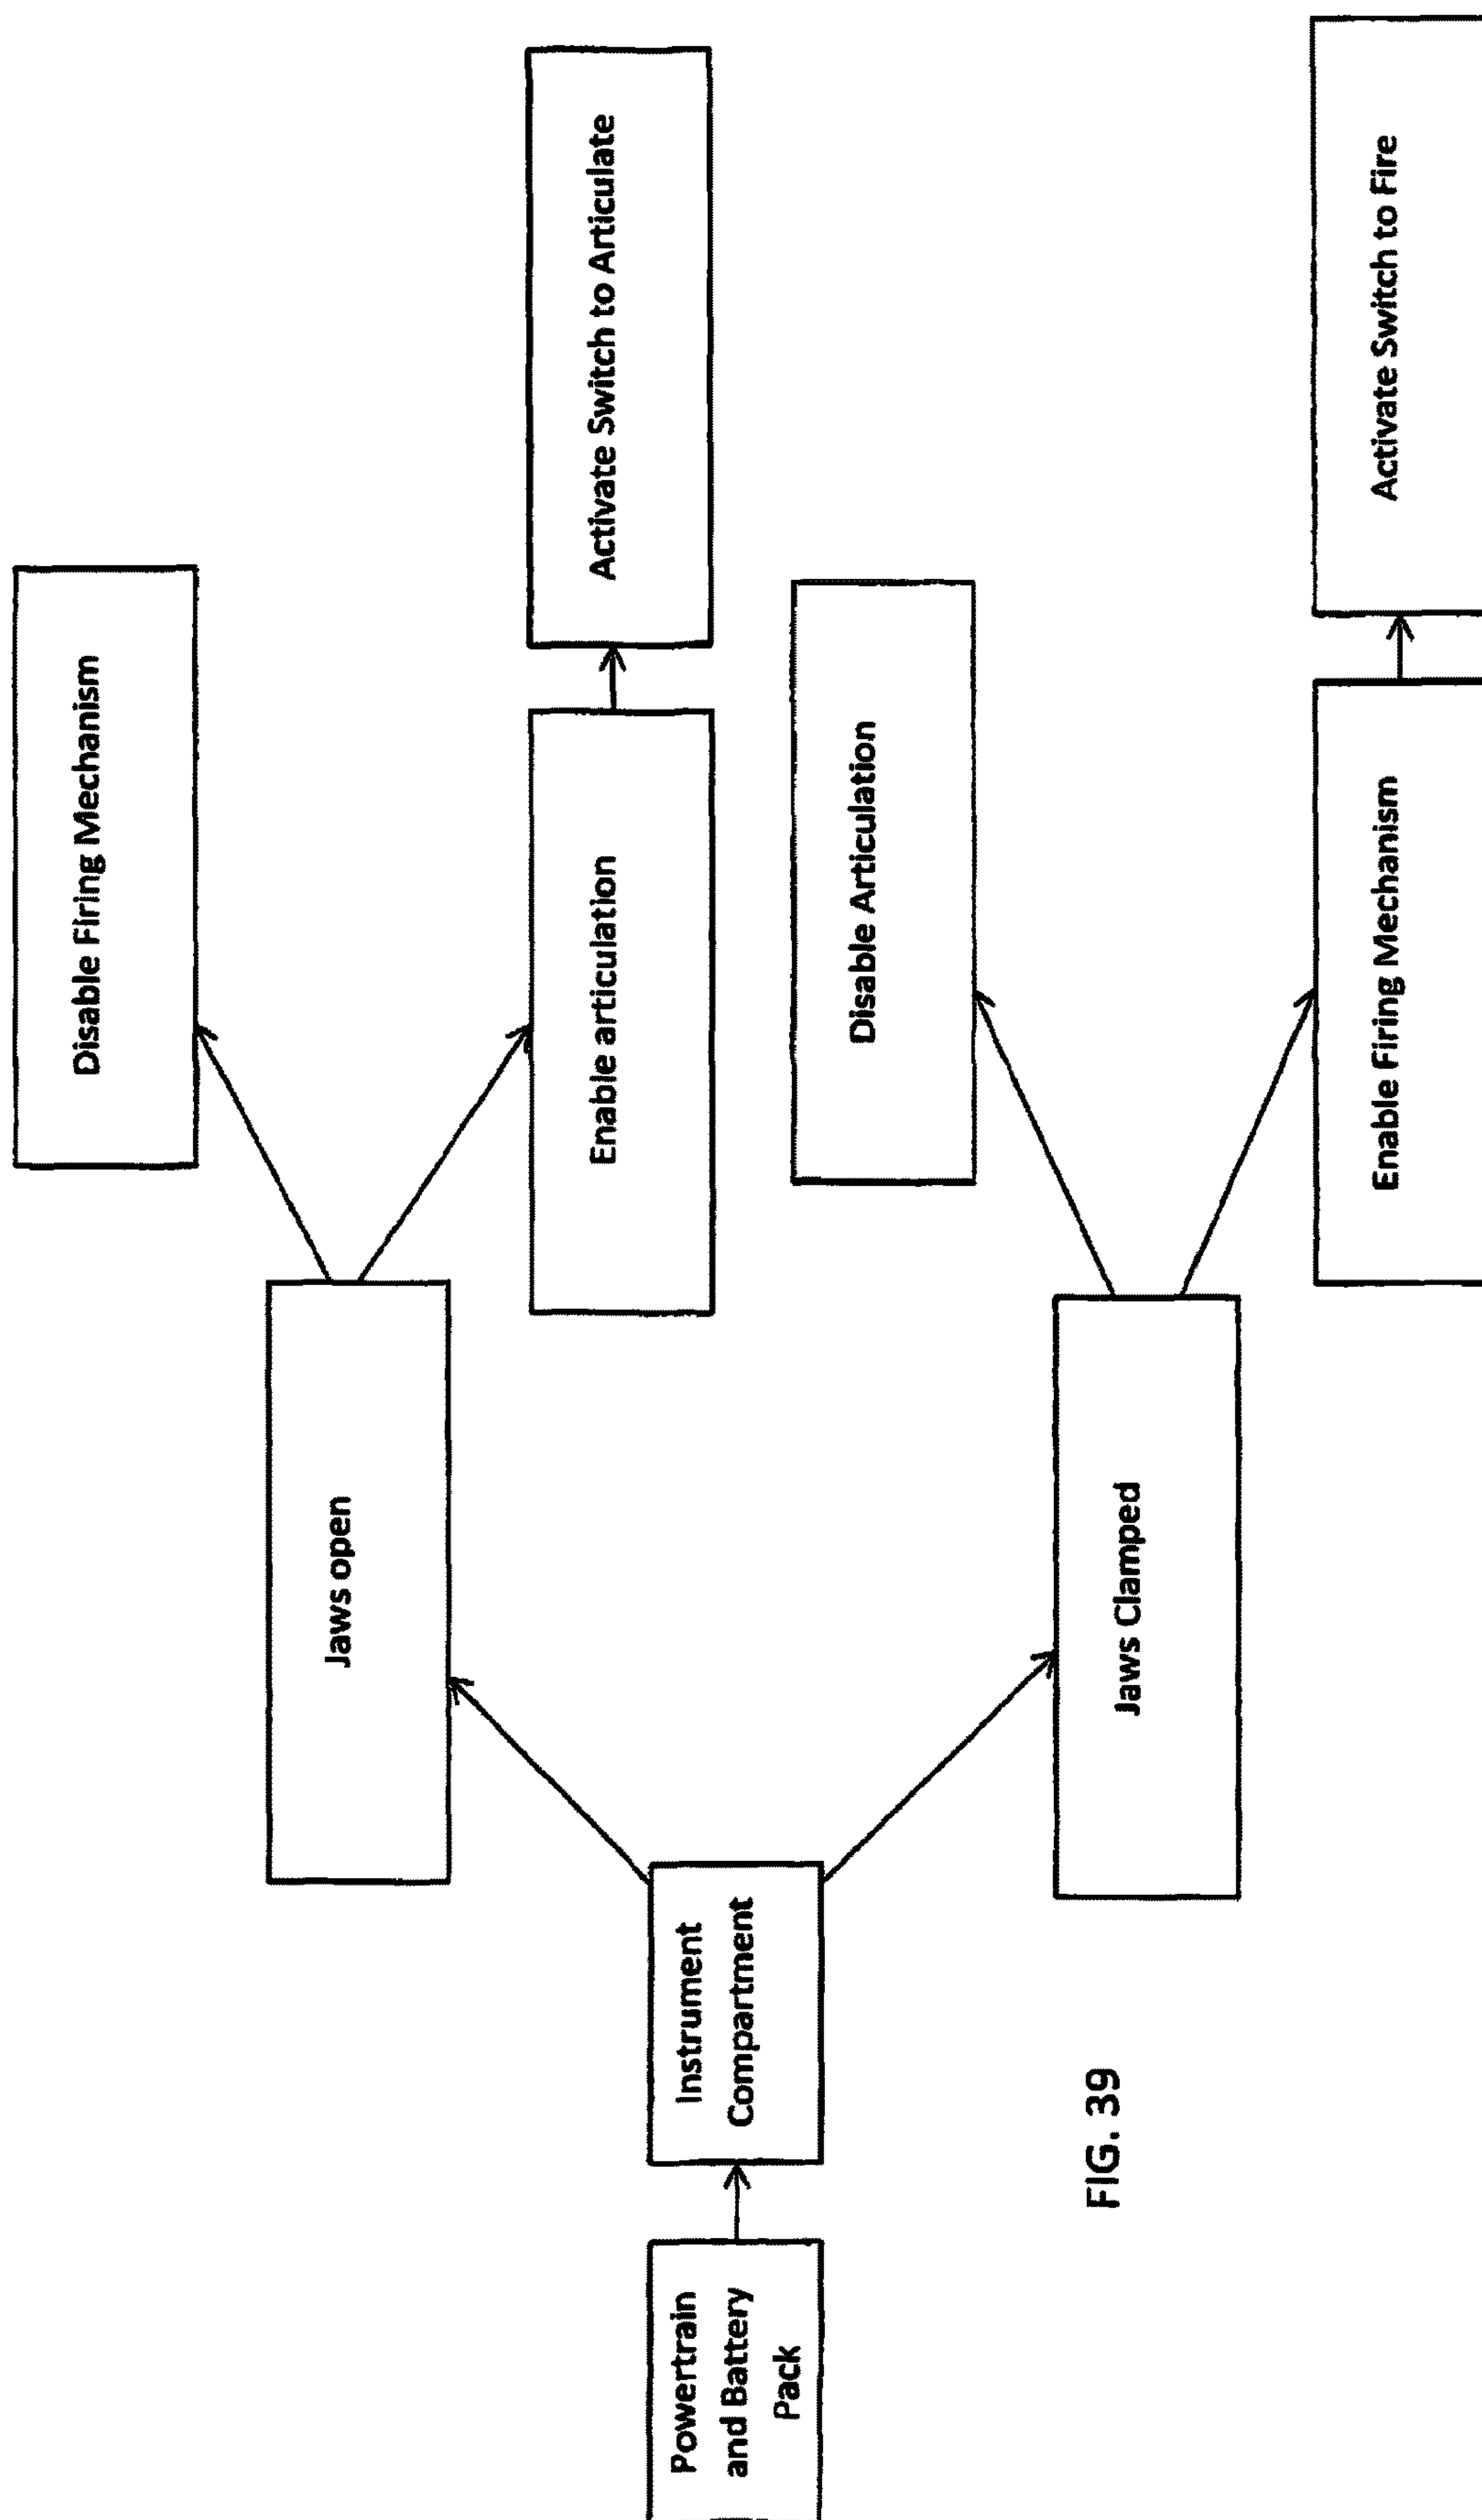 Powertrain
and Battery
Pack
Instrument
Compartment
Jaws open
Disable Firing Mechanism
Enable articulation
Activate Switch to Articulate
Jaws Clamped
Disable Articulation
Enable Firing Mechanism
Activate Switch to Fire
FIG. 39